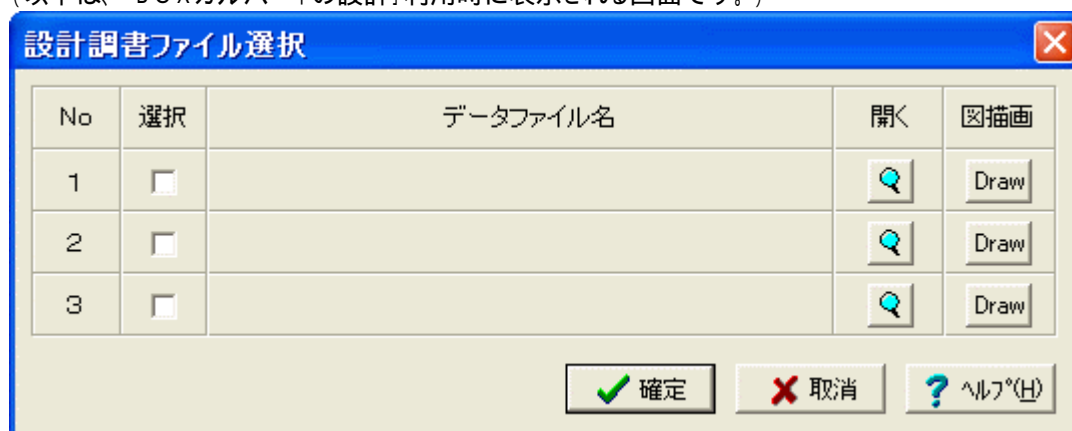 設計調書ファイル選択
No 選択 データファイル名 開く 図描画
1 Draw
2 Draw
3 Draw
確定 取消 ヘルプ(H)